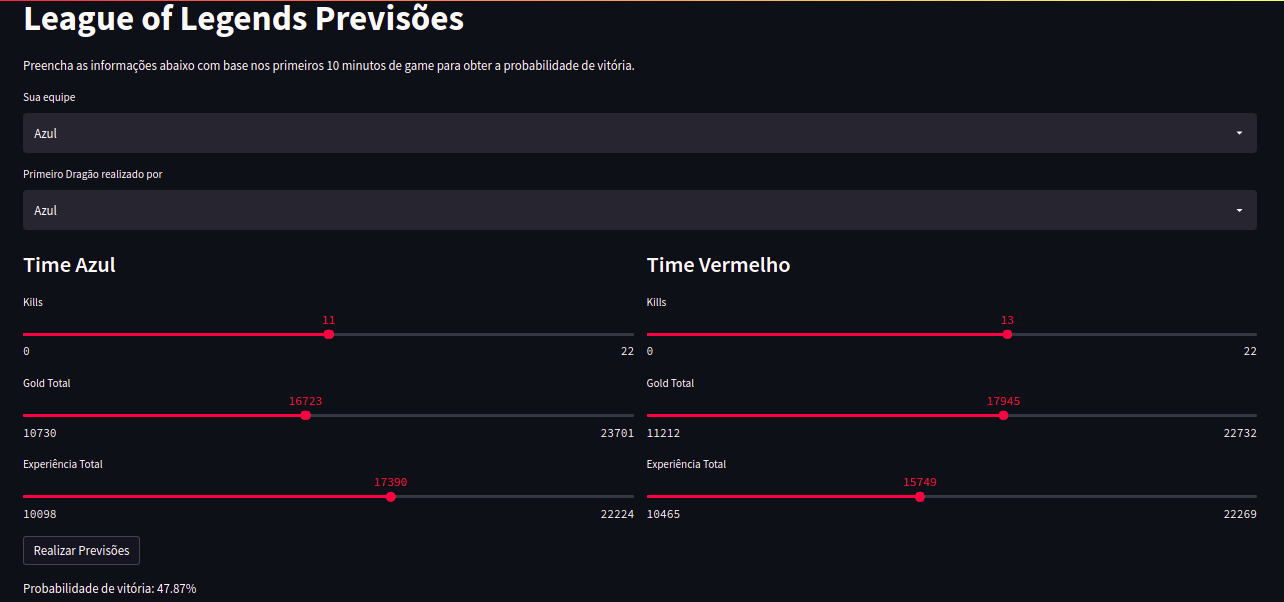 League of Legends Previsões
Preencha as informações abaixo com base nos primeiros 10 minutos de game para obter a probabilidade de vitória.
Sua equipe
Azul
Primeiro Dragão realizado por
Azul
Time Azul
Kills
11
0 22
Gold Total
16723
10730 23701
Experiência Total
17390
10098 22224
Time Vermelho
Kills
13
0 22
Gold Total
17945
11212 22732
Experiência Total
15749
10465 22269
Realizar Previsões
Probabilidade de vitória: 47.87%